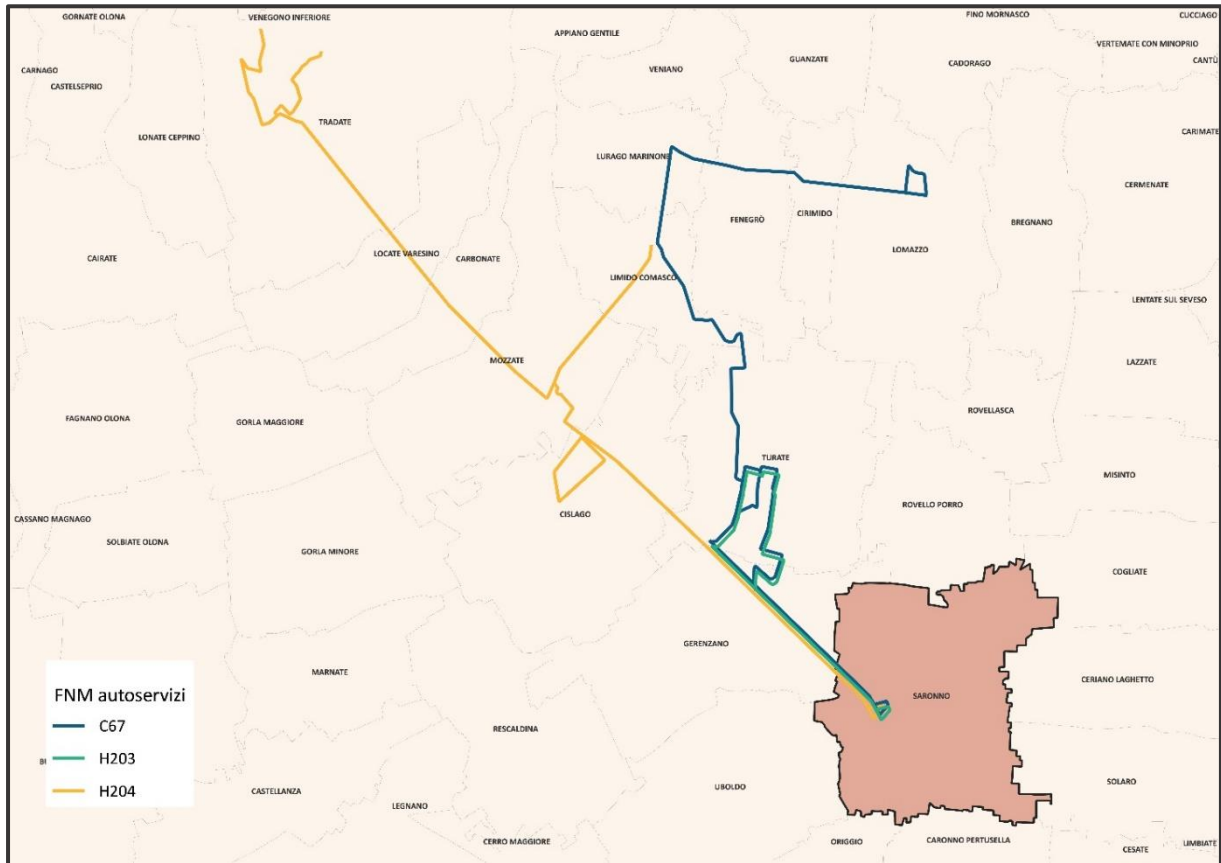 GORNATE OLONA
VENEGONO INFERIORE
APPIANO GENTILE
FINO MORNASCO
CUCCIAGO
VERTEMATE CON MINOPRIO
CARNAGO
CASTELSEPRIO
VENIANO
GUANZATE
CADORAGO
CANTÙ
TRADATE
LONATE CEPPINO
CARIMATE
LURAGO MARINONE
CERMENATE
FENEGRÒ
CIRIMIDO
BREGNANO
LOMAZZO
CAIRATE
LOCATE VARESINO
CARBONATE
LIMIDO COMASCO
LENTATE SUL SEVESO
MOZZATE
LAZZATE
FAGNANO OLONA
GORLA MAGGIORE
ROVELLASCA
TURATE
MISINTO
CASSANO MAGNAGO
SOLBIATE OLONA
CISLAGO
ROVELLO PORRO
GORLA MINORE
COGLIATE
GERENZANO
MARNATE
SARONNO
CERIANO LAGHETTO
RESCALDINA
FNM autoservizi
C67
H203
H204
CASTELLANZA
LEGNANO
UBOLDO
SOLARO
CERRO MAGGIORE
ORIGGIO
CARONNO PERTUSELLA
CESATE
LIMBIATE